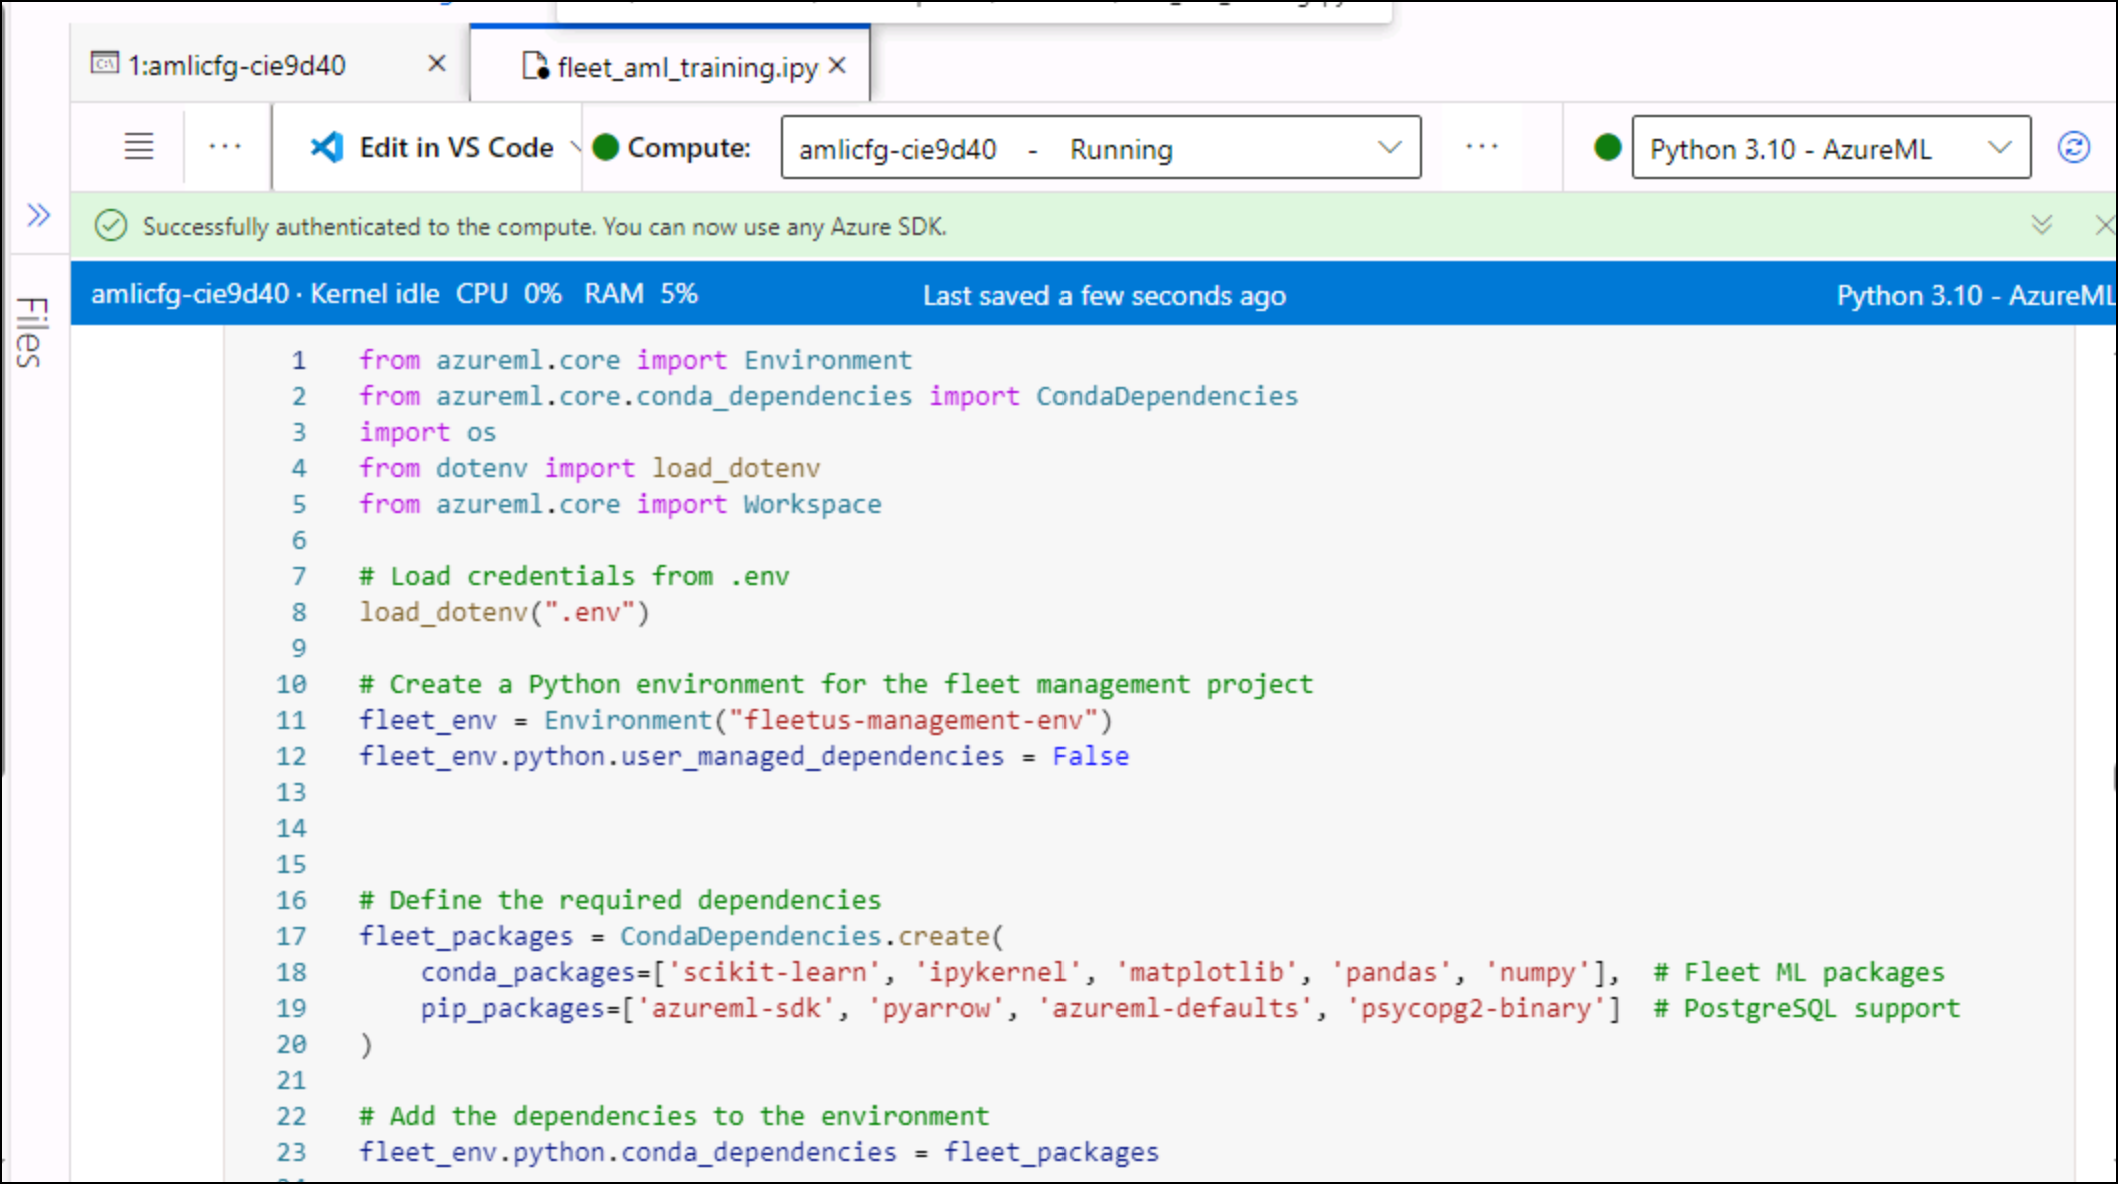 1:amlicfg-cie9d40
fleet_aml_training.ipy
Edit in VS Code
Compute:
amlicfg-cie9d40 - Running
Python 3.10 - AzureML
Successfully authenticated to the compute. You can now use any Azure SDK.
amlicfg-cie9d40 · Kernel idle CPU 0% RAM 5%
Last saved a few seconds ago
Python 3.10 - AzureML
Files
1 from azureml.core import Environment
2 from azureml.core.conda_dependencies import CondaDependencies
3 import os
4 from dotenv import load_dotenv
5 from azureml.core import Workspace
6
7 # Load credentials from .env
8 load_dotenv(".env")
9
10 # Create a Python environment for the fleet management project
11 fleet_env = Environment("fleetus-management-env")
12 fleet_env.python.user_managed_dependencies = False
13
14
15
16 # Define the required dependencies
17 fleet_packages = CondaDependencies.create(
18     conda_packages=['scikit-learn', 'ipykernel', 'matplotlib', 'pandas', 'numpy'],  # Fleet ML packages
19     pip_packages=['azureml-sdk', 'pyarrow', 'azureml-defaults', 'psycopg2-binary']  # PostgreSQL support
20 )
21
22 # Add the dependencies to the environment
23 fleet_env.python.conda_dependencies = fleet_packages